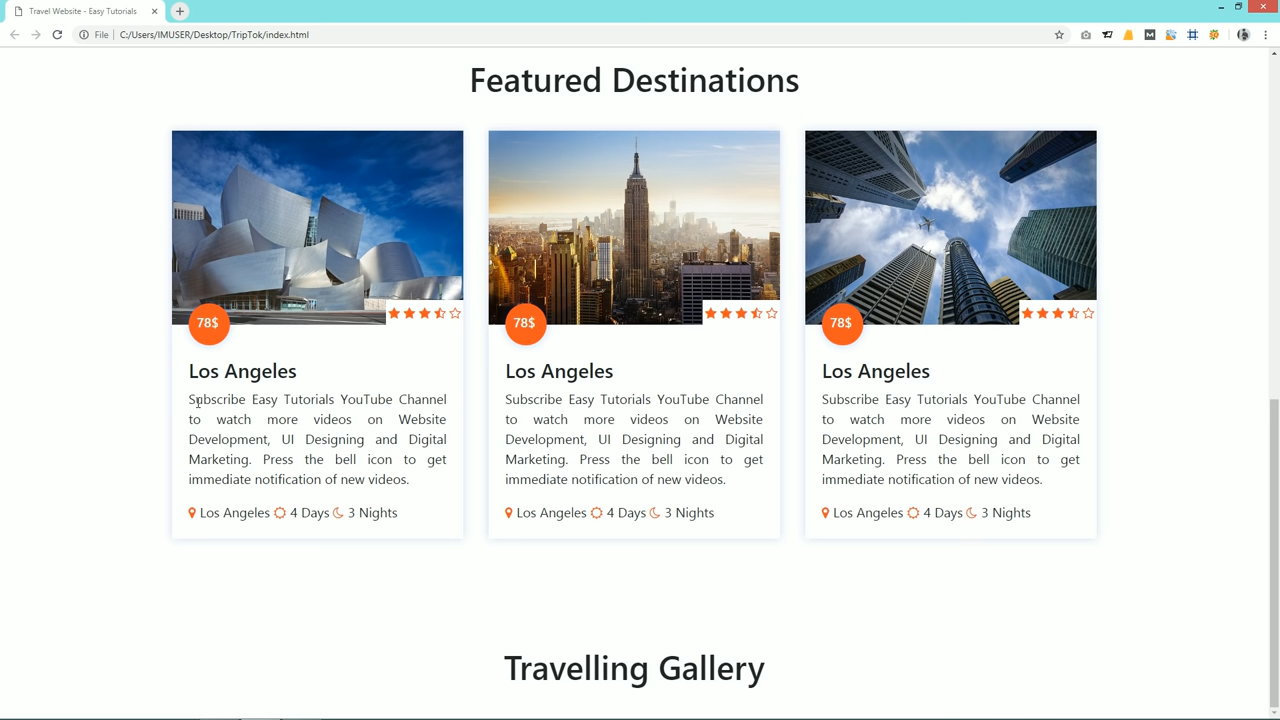 Travel Website - Easy Tutorials
File
C:/Users/IMUSER/Desktop/TripTok/index.html
Featured Destinations
78$
Los Angeles
Subscribe Easy Tutorials YouTube Channel
to watch more videos on Website
Development, UI Designing and Digital
Marketing. Press the bell icon to get
immediate notification of new videos.
Los Angeles 4 Days 3 Nights
78$
Los Angeles
Subscribe Easy Tutorials YouTube Channel
to watch more videos on Website
Development, UI Designing and Digital
Marketing. Press the bell icon to get
immediate notification of new videos.
Los Angeles 4 Days 3 Nights
78$
Los Angeles
Subscribe Easy Tutorials YouTube Channel
to watch more videos on Website
Development, UI Designing and Digital
Marketing. Press the bell icon to get
immediate notification of new videos.
Los Angeles 4 Days 3 Nights
Travelling Gallery